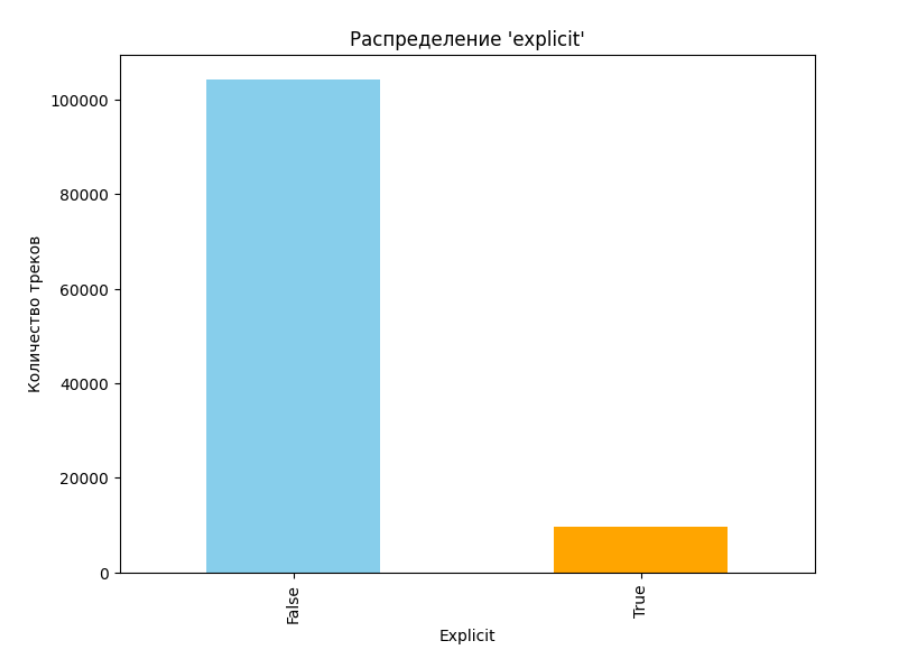 Распределение 'explicit'
Количество треков
100000
80000
60000
40000
20000
0
False
True
Explicit